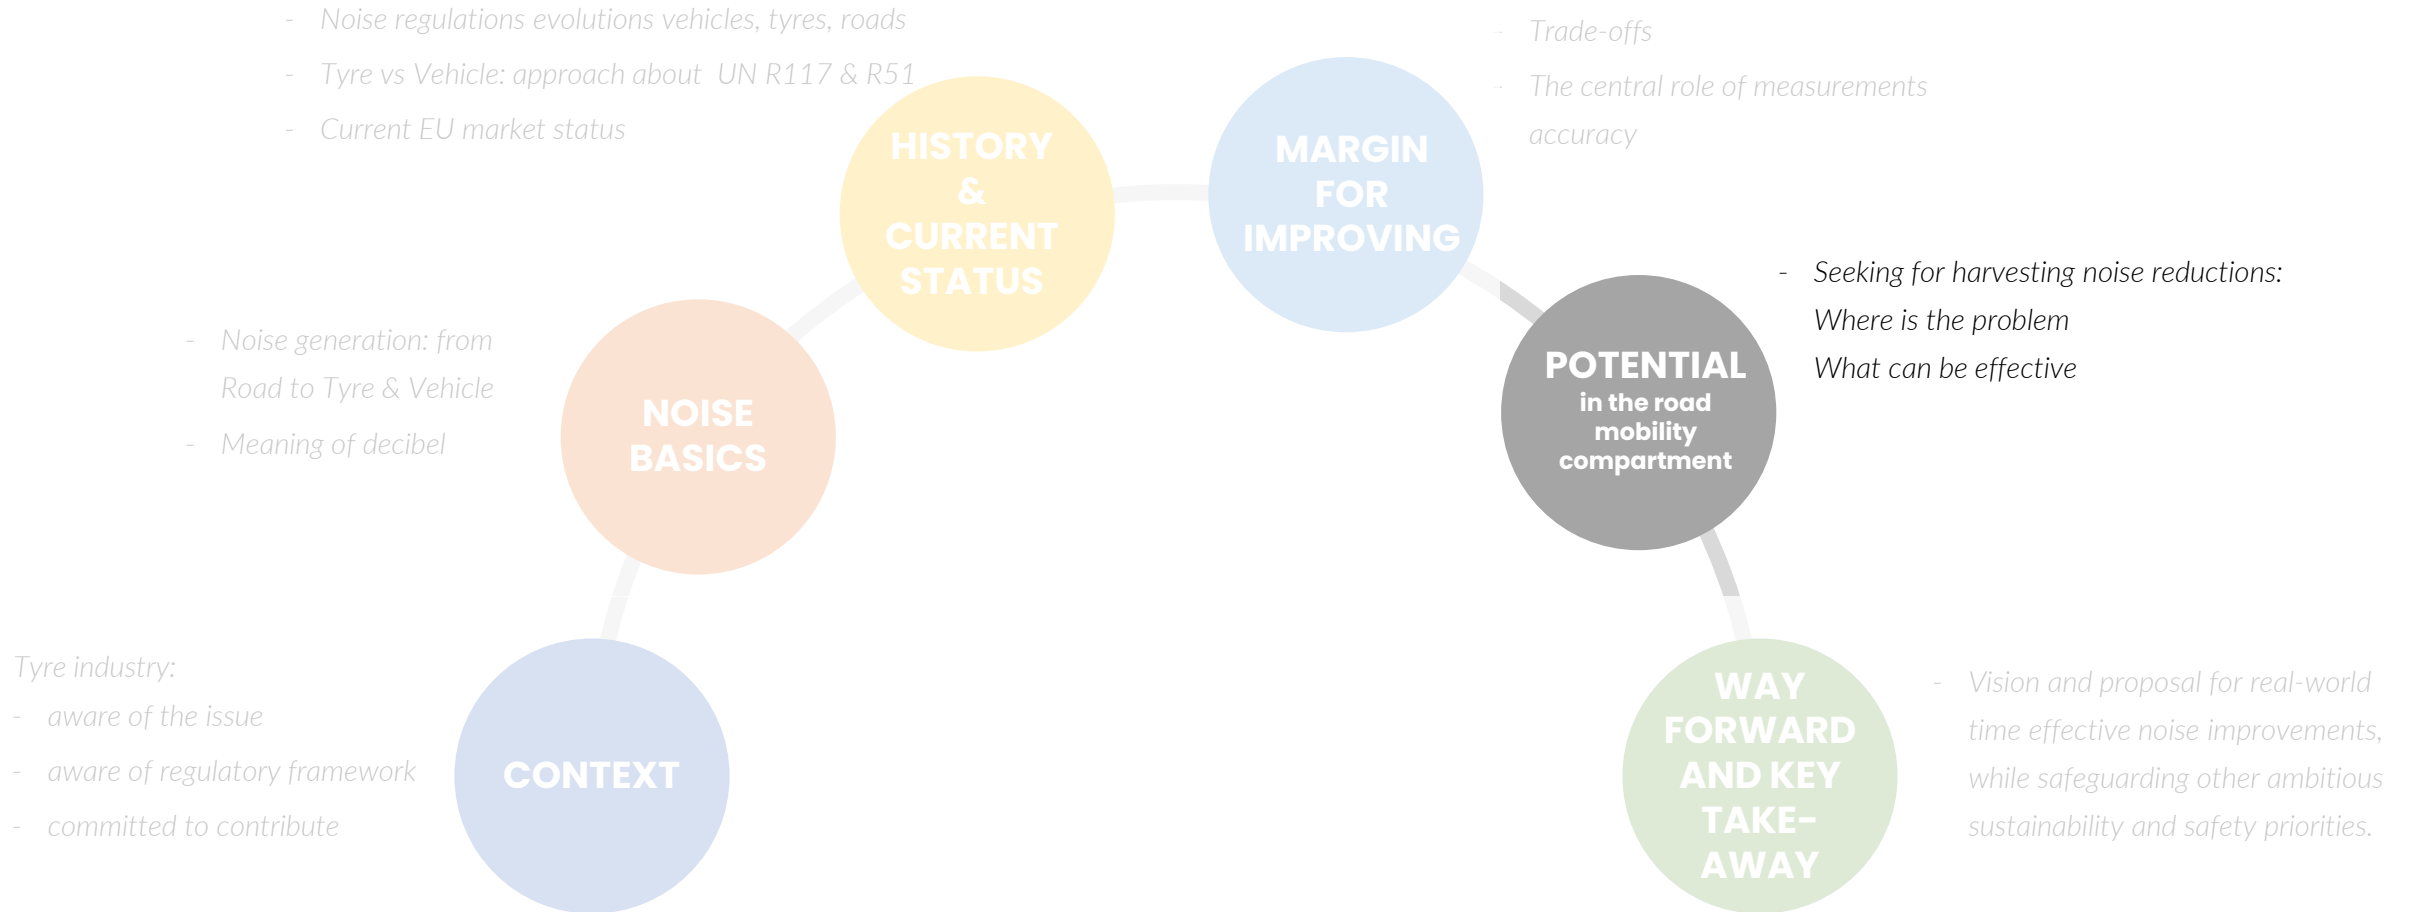 - Noise regulations evolutions vehicles, tyres, roads
- Tyre vs Vehicle: approach about  UN R117 & R51
- Current EU market status
HISTORY
&
CURRENT
STATUS
MARGIN
FOR
IMPROVING
- Trade-offs
- The central role of measurements
accuracy
- Noise generation: from
Road to Tyre & Vehicle
- Meaning of decibel
NOISE
BASICS
POTENTIAL
in the road
mobility
compartment
- Seeking for harvesting noise reductions:
Where is the problem
What can be effective
Tyre industry:
- aware of the issue
- aware of regulatory framework
- committed to contribute
CONTEXT
WAY
FORWARD
AND KEY
TAKE-
AWAY
- Vision and proposal for real-world
time effective noise improvements,
while safeguarding other ambitious
sustainability and safety priorities.